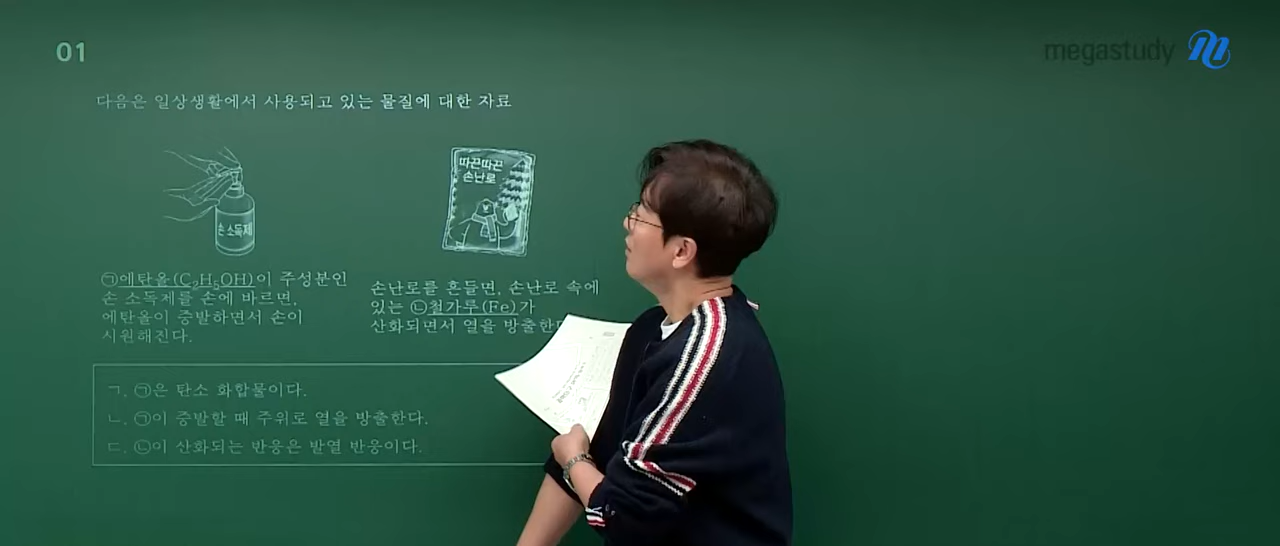 01
megastudy
다음은 일상생활에서 사용되고 있는 물질에 대한 자료
따끈따끈
손난로
손 소독제
㉠에탄올(C₂H₅OH)이 주성분인
손 소독제를 손에 바르면,
에탄올이 증발하면서 손이
시원해진다.
손난로를 흔들면, 손난로 속에
있는 ㉡철가루(Fe)가
산화되면서 열을 방출한
ㄱ. ㉠은 탄소 화합물이다.
ㄴ. ㉠이 증발할 때 주위로 열을 방출한다.
ㄷ. ㉡이 산화되는 반응은 발열 반응이다.